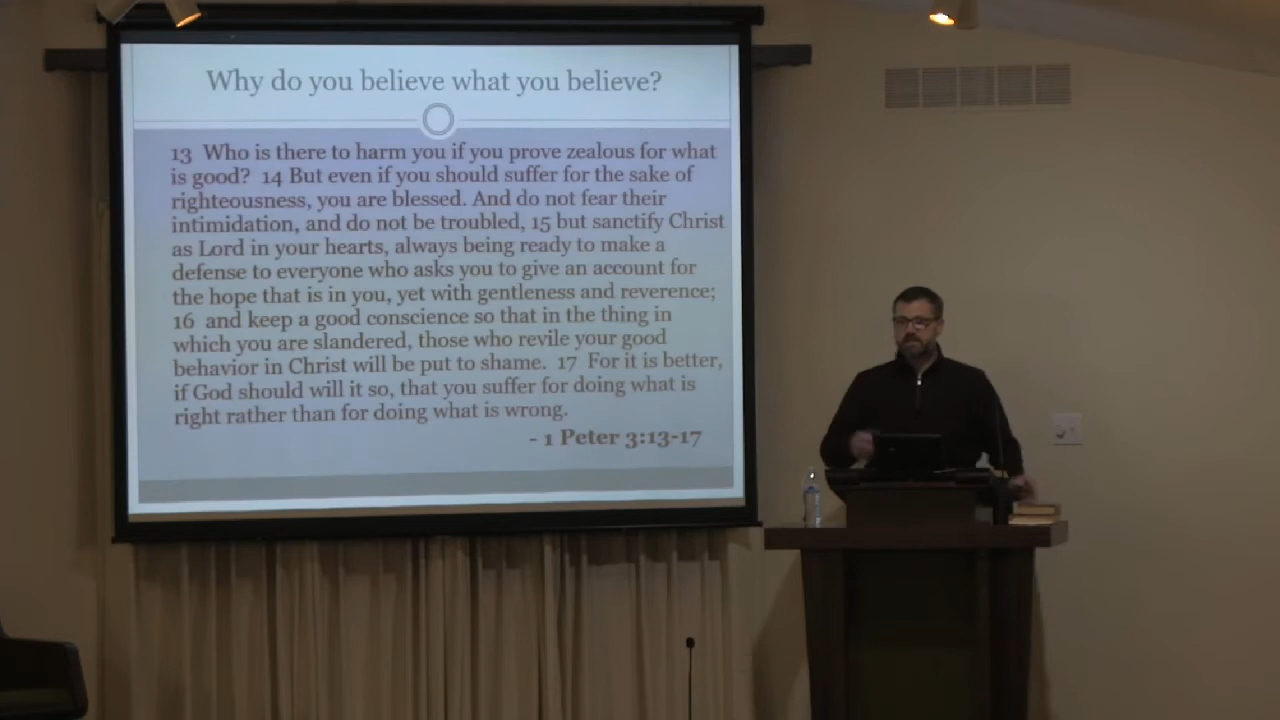 Why do you believe what you believe?
13 Who is there to harm you if you prove zealous for what
is good? 14 But even if you should suffer for the sake of
righteousness, you are blessed. And do not fear their
intimidation, and do not be troubled, 15 but sanctify Christ
as Lord in your hearts, always being ready to make a
defense to everyone who asks you to give an account for
the hope that is in you, yet with gentleness and reverence;
16 and keep a good conscience so that in the thing in
which you are slandered, those who revile your good
behavior in Christ will be put to shame. 17 For it is better,
if God should will it so, that you suffer for doing what is
right rather than for doing what is wrong.
- 1 Peter 3:13-17